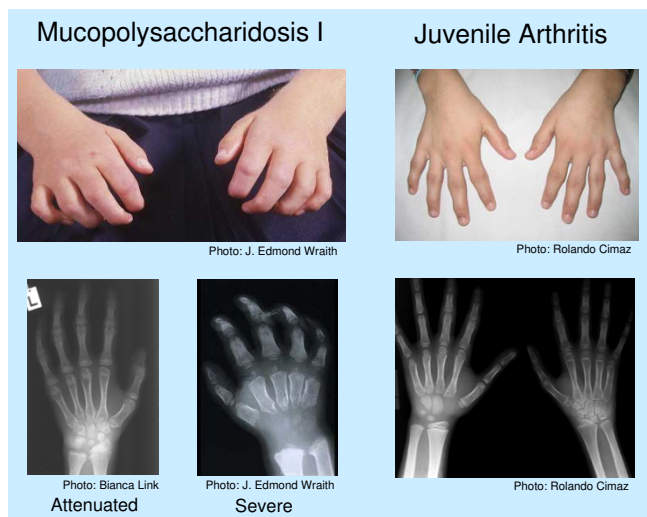 Mucopolysaccharidosis I
Juvenile Arthritis
Photo: J. Edmond Wraith
Photo: Rolando Cimaz
L
Photo: Bianca Link
Attenuated
Photo: J. Edmond Wraith
Severe
Photo: Rolando Cimaz